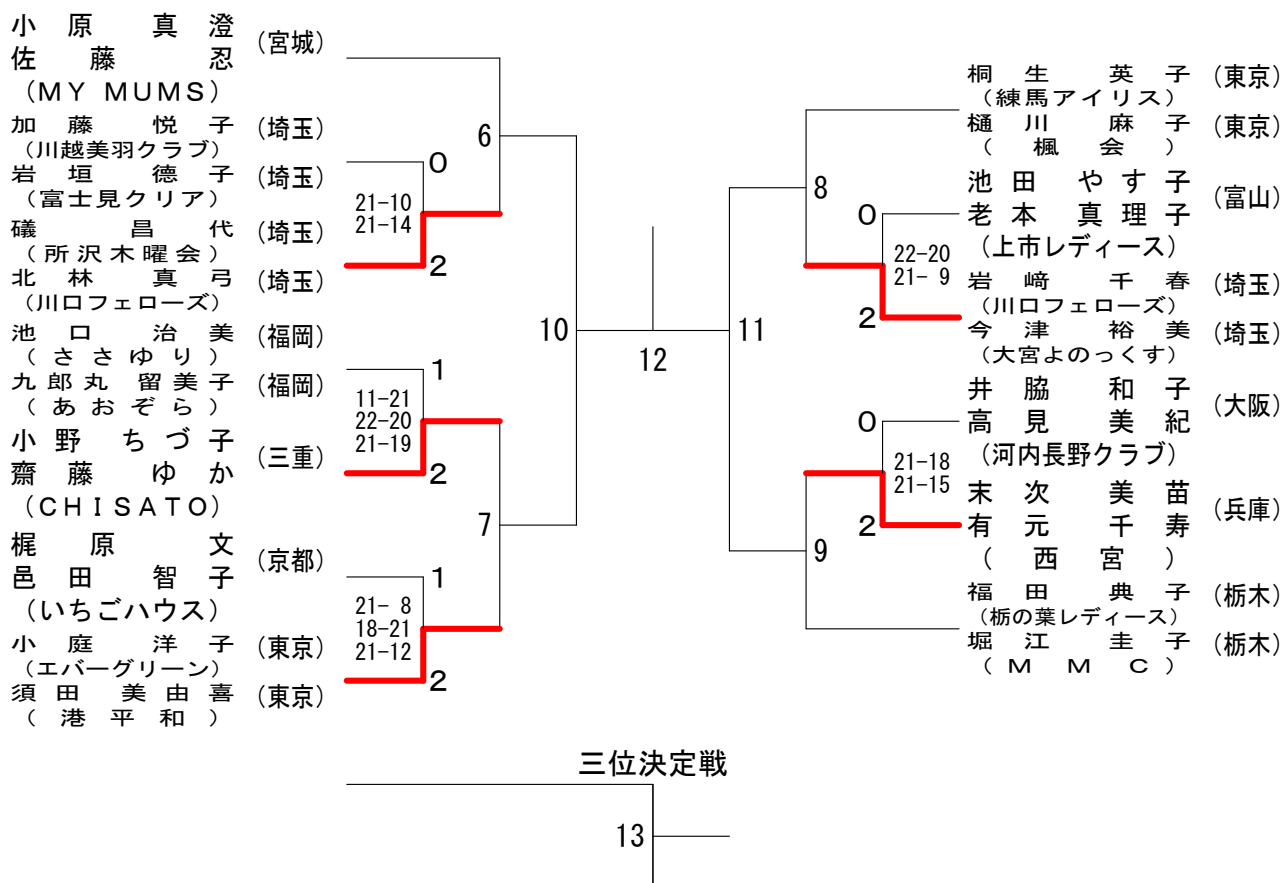 小原 真澄
佐藤 忍
(宮城)
(MY MUMS)
加藤 悦子 (埼玉)
(川越美羽クラブ)
岩垣 德子 (埼玉)
(富士見クリア)
礒 昌代 (埼玉)
(所沢木曜会)
北林 真弓 (埼玉)
(川口フェローズ)
池口 治美 (福岡)
(ささゆり)
九郎丸 留美子 (福岡)
(あおぞら)
小野 ちづ子
齋藤 ゆか
(三重)
(CHISATO)
梶原 文
邑田 智子
(京都)
(いちごハウス)
小庭 洋子 (東京)
(エバーグリーン)
須田 美由喜 (東京)
(港平和)
0
21-10
21-14
2
1
11-21
22-20
21-19
2
1
21- 8
18-21
21-12
2
6
7
10
12
11
8
9
0
22-20
21- 9
2
0
21-18
21-15
2
桐生 英子 (東京)
(練馬アイリス)
樋川 麻子 (東京)
(楓会)
池田 やす子
老本 真理子
(富山)
(上市レディース)
岩﨑 千春 (埼玉)
(川口フェローズ)
今津 裕美 (埼玉)
(大宮よのっくす)
井脇 和子
高見 美紀
(大阪)
(河内長野クラブ)
末次 美苗
有元 千寿
(兵庫)
(西宮)
福田 典子 (栃木)
(栃の葉レディース)
堀江 圭子 (栃木)
(MMC)
三位決定戦
13